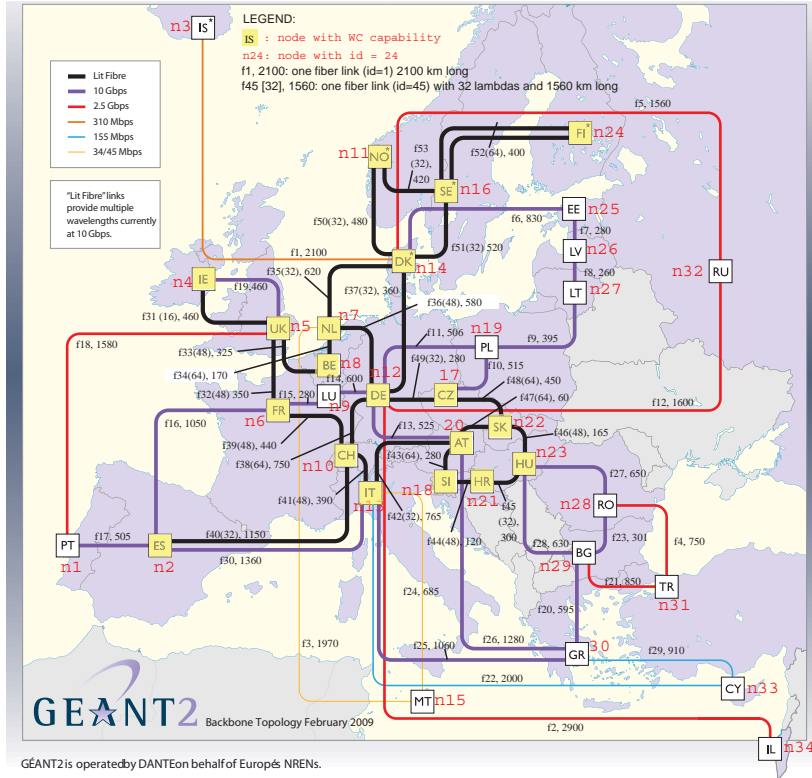 n3
IS*
LEGEND:
IS : node with WC capability
n24: node with id = 24
f1, 2100: one fiber link (id=1) 2100 km long
f45 [32], 1560: one fiber link (id=45) with 32 lambdas and 1560 km long
Lit Fibre
10 Gbps
2.5 Gbps
310 Mbps
155 Mbps
34/45 Mbps
"Lit Fibre" links
provide multiple
wavelengths currently
at 10 Gbps.
f5, 1560
n11
NO*
f53
(32),
420
f52(64), 400
FI*
n24
SE*
n16
f50(32), 480
f51(32) 520
f6, 830
EE
n25
f7, 280
LV
n26
f8, 260
LT
n27
n32
RU
f1, 2100
DK*
n14
n4
IE
f19,460
f35(32), 620
f37(32), 360
f31 (16), 460
UK
n5
n7
NL
f36(48), 580
f18, 1580
f33(48), 325
f34(64), 170
BE
n8
f11, 506
n19
PL
f9, 395
f10, 515
n12
f49(32), 280
17
f14, 600
f32(48) 350
f15, 280
LU
n9
DE
CZ
f48(64), 450
f47(64), 60
f12, 1600
n6
FR
f16, 1050
f39(48), 440
f38(64), 750
f13, 525
20
SK
n22
f46(48), 165
AT
n23
HU
n10
CH
f43(64), 280
f41(48), 390
IT
n13
n18
SI
HR
n21
f27, 650
f42(32), 765
f44(48), 120
f45
(32),
300
n28
RO
f28, 630
f23, 301
f4, 750
PT
n1
f17, 505
ES
n2
f40(32), 1150
f30, 1360
n29
BG
f21, 850
TR
n31
f24, 685
f20, 595
f3, 1970
f25, 1060
f26, 1280
30
GR
f29, 910
f22, 2000
CY
n33
MT
n15
f2, 2900
IL
n34
GÉANT2
Backbone Topology February 2009
GÉANT2 is operated by DANTE on behalf of Europe's NRENs.